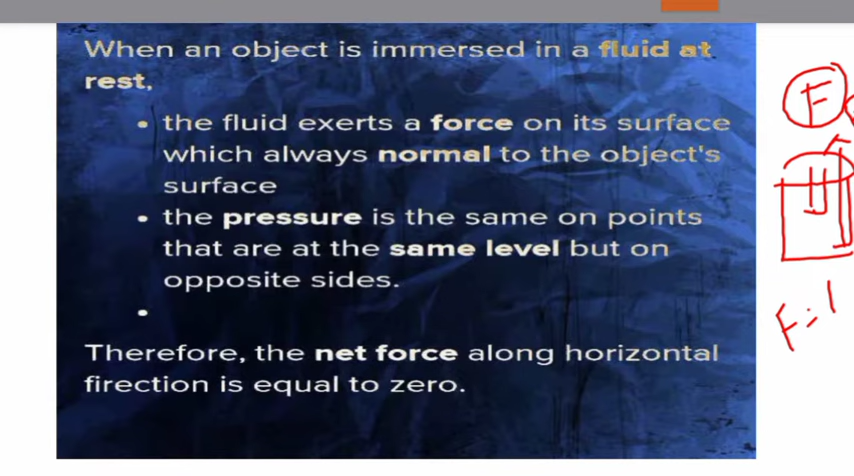 When an object is immersed in a fluid at
rest,
• the fluid exerts a force on its surface
which always normal to the object's
surface
• the pressure is the same on points
that are at the same level but on
opposite sides.
•
Therefore, the net force along horizontal
firection is equal to zero.
F